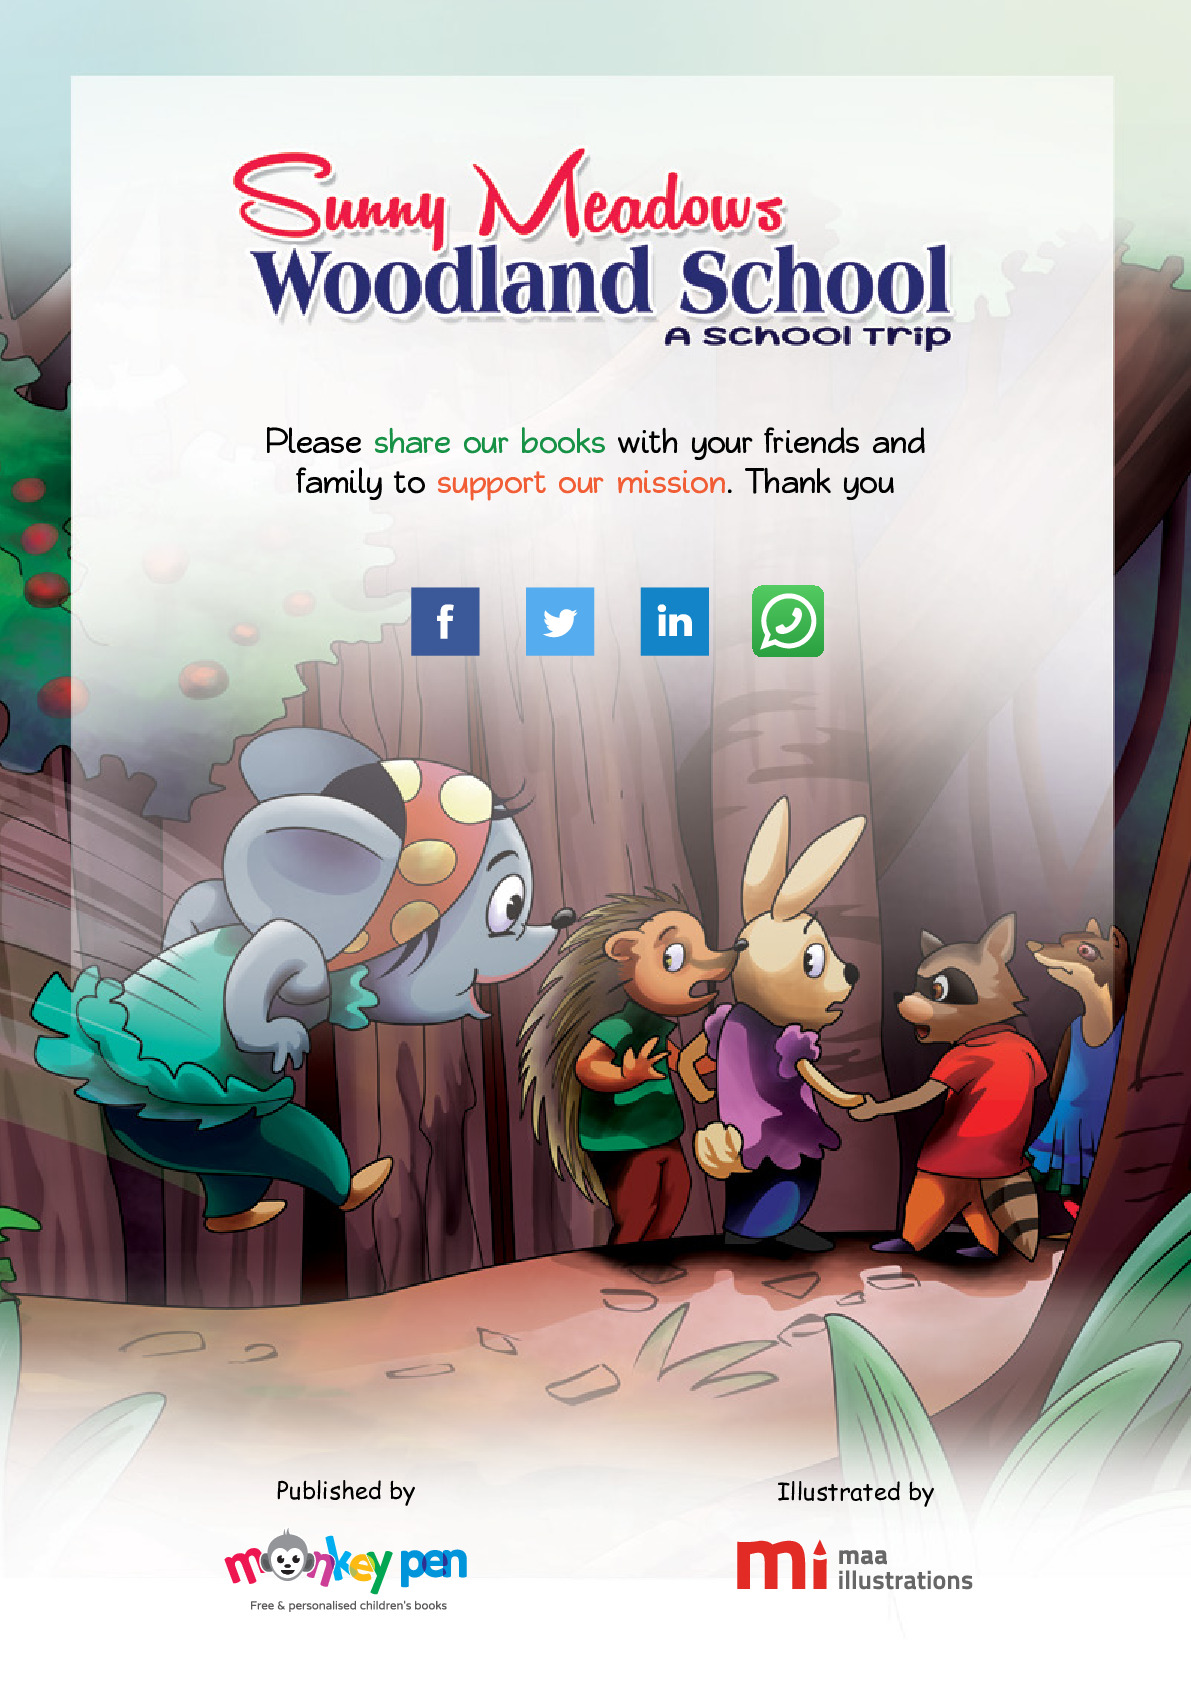 Sunny Meadows
Woodland School
A School Trip
Please share our books with your friends and
family to support our mission. Thank you
f
in
Published by
Illustrated by
monkey pen
Free & personalised children's books
mi maa
illustrations